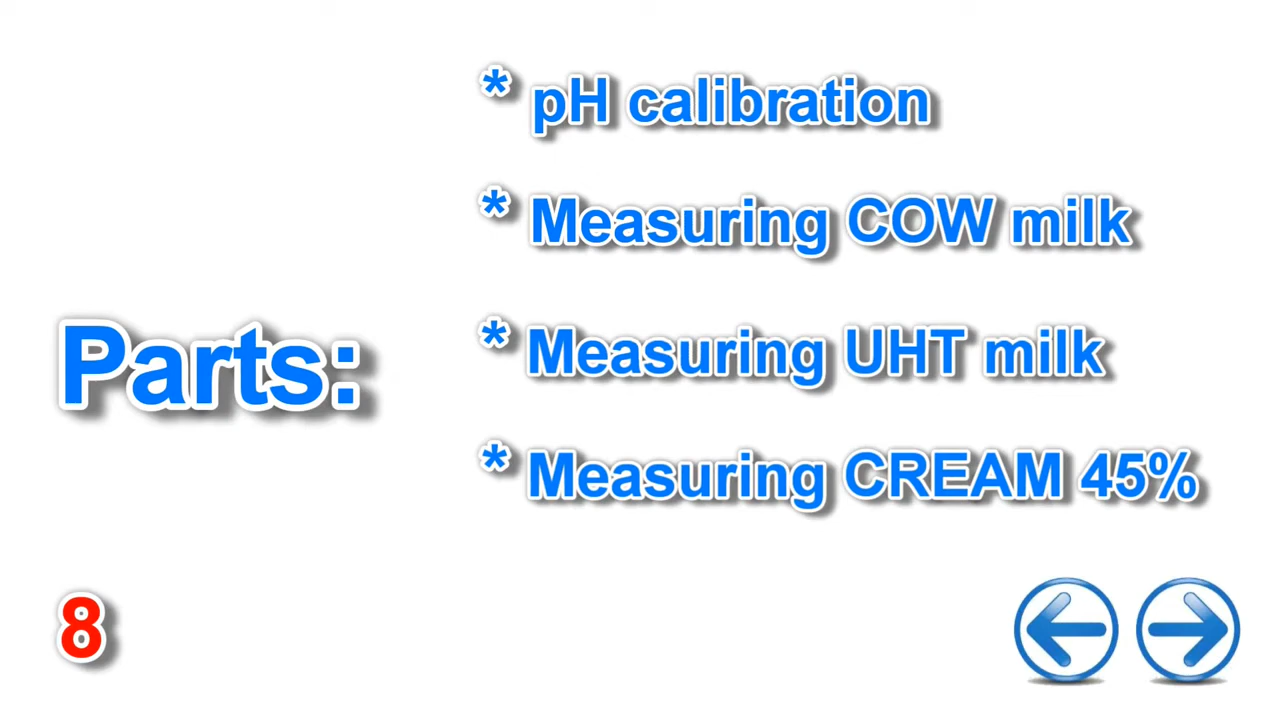 * pH calibration
* Measuring COW milk
Parts:
* Measuring UHT milk
* Measuring CREAM 45%
8